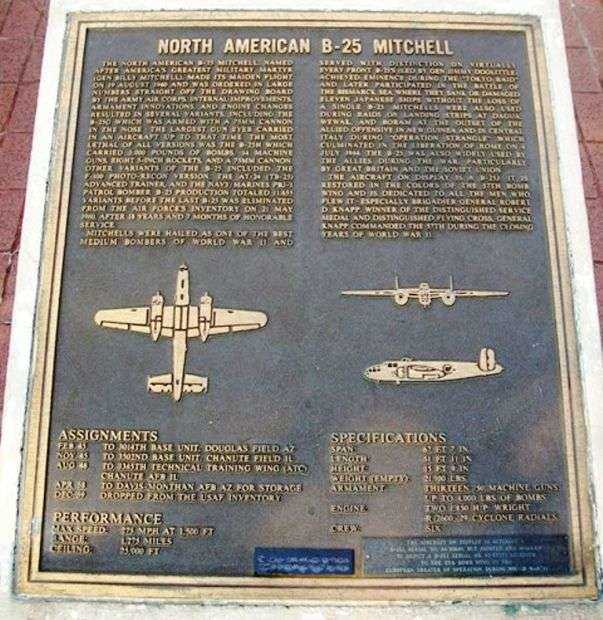 NORTH AMERICAN B-25 MITCHELL
THE NORTH AMERICAN B-25 MITCHELL, NAMED
AFTER AMERICA'S GREATEST MILITARY MARTYR
(GEN BILLY MITCHELL), MADE ITS MAIDEN FLIGHT
ON 19 AUGUST 1940 AND WAS ORDERED IN LARGE
NUMBERS STRAIGHT OFF THE DRAWING BOARD
BY THE ARMY AIR CORPS. INTERNAL IMPROVEMENTS,
ARMAMENT INNOVATIONS, AND ENGINE CHANGES
RESULTED IN SEVERAL VARIANTS, INCLUDING THE
B-25G WHICH WAS ARMED WITH A 75MM CANNON
IN THE NOSE, THE LARGEST GUN EVER CARRIED
IN AN AIRCRAFT UP TO THAT TIME. THE MOST
LETHAL OF ALL VERSIONS WAS THE B-25H WHICH
CARRIED 3,000 POUNDS OF BOMBS, 14 MACHINE
GUNS, EIGHT 5-INCH ROCKETS, AND A 75MM CANNON.
OTHER VARIANTS OF THE B-25 INCLUDED THE
F-10D PHOTO-RECON VERSION, THE AT-24 (TB-25)
ADVANCED TRAINER, AND THE NAVY/MARINES PBJ-1
PATROL BOMBER. B-25 PRODUCTION TOTALED 11,855
VARIANTS BEFORE THE LAST B-25 WAS ELIMINATED
FROM THE AIR FORCE'S INVENTORY ON 21 MAY
1960, AFTER 18 YEARS AND 7 MONTHS OF HONORABLE
SERVICE.
MITCHELLS WERE HAILED AS ONE OF THE BEST
MEDIUM BOMBERS OF WORLD WAR II AND
SERVED WITH DISTINCTION ON VIRTUALLY
EVERY FRONT. B-25'S (LED BY GEN JIMMY DOOLITTLE)
ACHIEVED EMINENCE DURING THE "TOKYO RAID"
AND LATER PARTICIPATED IN THE BATTLE OF
THE BISMARCK SEA, WHERE THEY SANK OR DAMAGED
ELEVEN JAPANESE SHIPS WITHOUT THE LOSS OF
A SINGLE B-25. MITCHELLS WERE ALSO USED
DURING RAIDS ON LANDING STRIPS AT DAGUA,
WEWAK, AND BORAM AT THE OUTSET OF THE
ALLIED OFFENSIVE IN NEW GUINEA AND IN CENTRAL
ITALY DURING "OPERATION STRANGLE" WHICH
CULMINATED IN THE LIBERATION OF ROME ON
JULY 1944. THE B-25 WAS ALSO WIDELY USED BY
THE ALLIES DURING THE WAR, PARTICULARLY
BY GREAT BRITAIN AND THE SOVIET UNION.
THE AIRCRAFT ON DISPLAY IS A B-25J. IT IS
RESTORED IN THE COLORS OF THE 57TH BOMB
WING AND IS DEDICATED TO ALL THE MEN WHO
FLEW IT - ESPECIALLY BRIGADIER GENERAL ROBERT
D. KNAPP, WINNER OF THE DISTINGUISHED SERVICE
MEDAL AND DISTINGUISHED FLYING CROSS. GENERAL
KNAPP COMMANDED THE 57TH DURING THE CLOSING
YEARS OF WORLD WAR II.
ASSIGNMENTS
FEB 45 TO 3014TH BASE UNIT, DOUGLAS FIELD AZ
NOV 45 TO 3502ND BASE UNIT, CHANUTE FIELD IL
AUG 48 TO 3345TH TECHNICAL TRAINING WING (ATC)
CHANUTE AFB IL
APR 54 TO DAVIS-MONTHAN AFB AZ FOR STORAGE
DEC DROPPED FROM THE USAF INVENTORY
PERFORMANCE
MAX SPEED: 275 MPH AT 1,500 FT
RANGE: 1,275 MILES
CEILING: 25,000 FT
SPECIFICATIONS
SPAN: 67 FT 7 IN
LENGTH: 51 FT 11 IN
HEIGHT: 15 FT 9 IN
WEIGHT (EMPTY): 21,100 LBS
ARMAMENT: THIRTEEN .50 MACHINE GUNS
UP TO 4,000 LBS OF BOMBS
ENGINE: TWO 1,850 H/P WRIGHT
R-2600-29 CYCLONE RADIALS
CREW: SIX
THE AIRCRAFT ON DISPLAY IS ACTUALLY A
EUROPEAN THEATER OF OPERATION DURING